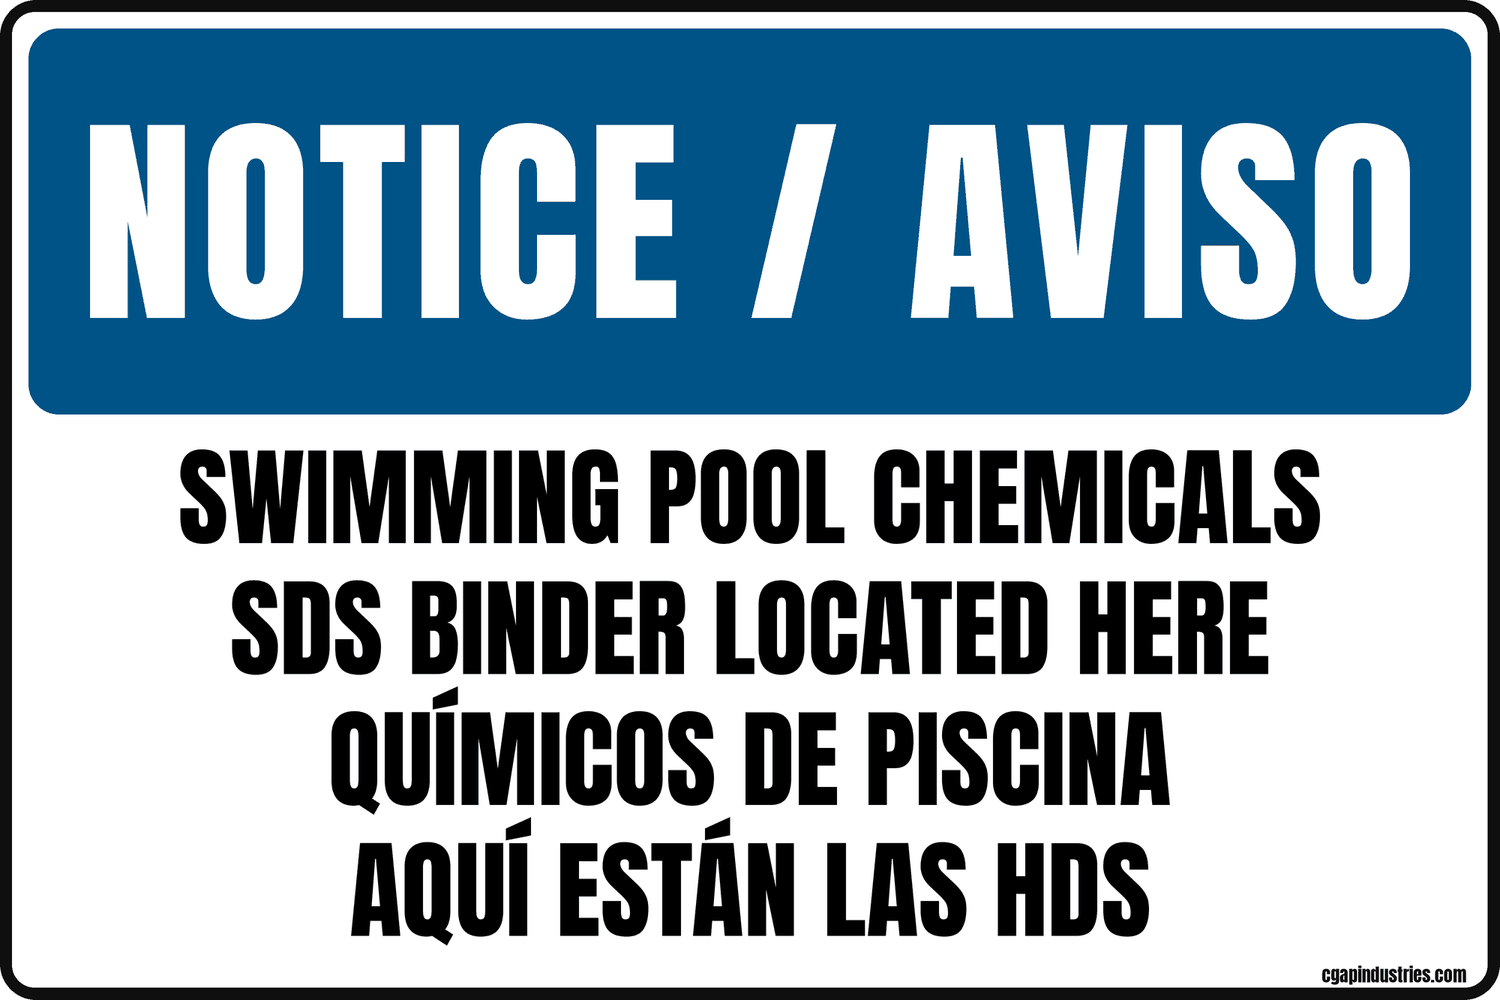 NOTICE / AVISO
SWIMMING POOL CHEMICALS
SDS BINDER LOCATED HERE
QUÍMICOS DE PISCINA
AQUÍ ESTÁN LAS HDS
cgapindustries.com